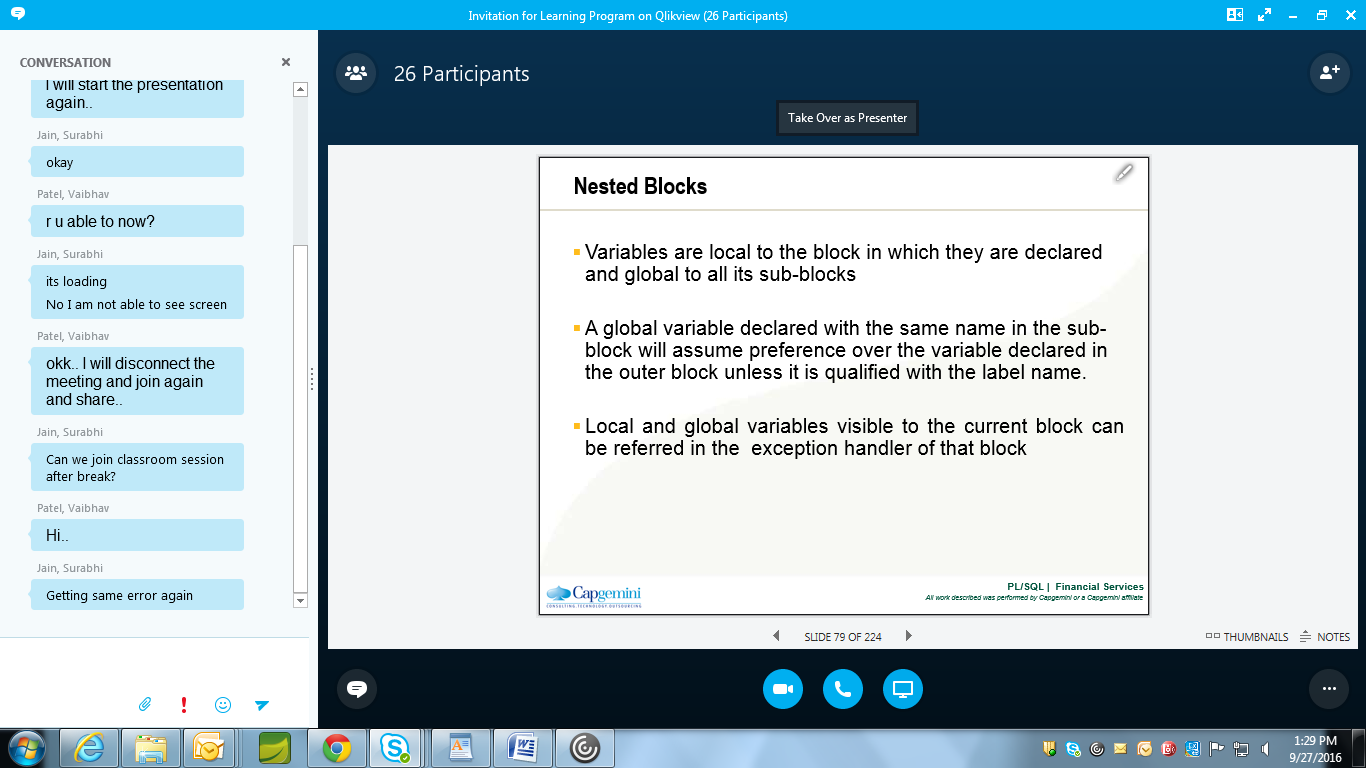 Invitation for Learning Program on Qlikview (26 Participants)
CONVERSATION
I will start the presentation
again..
Jain, Surabhi
okay
Patel, Vaibhav
r u able to now?
Jain, Surabhi
its loading
No I am not able to see screen
Patel, Vaibhav
okk.. I will disconnect the
meeting and join again
and share..
Jain, Surabhi
Can we join classroom session
after break?
Patel, Vaibhav
Hi..
Jain, Surabhi
Getting same error again
26 Participants
Take Over as Presenter
Nested Blocks
Variables are local to the block in which they are declared
and global to all its sub-blocks
A global variable declared with the same name in the sub-
block will assume preference over the variable declared in
the outer block unless it is qualified with the label name.
Local and global variables visible to the current block can
be referred in the exception handler of that block
Capgemini
CONSULTING.TECHNOLOGY.OUTSOURCING
PL/SQL | Financial Services
All work described was performed by Capgemini or a Capgemini affiliate
SLIDE 79 OF 224
THUMBNAILS
NOTES
1:29 PM
9/27/2016